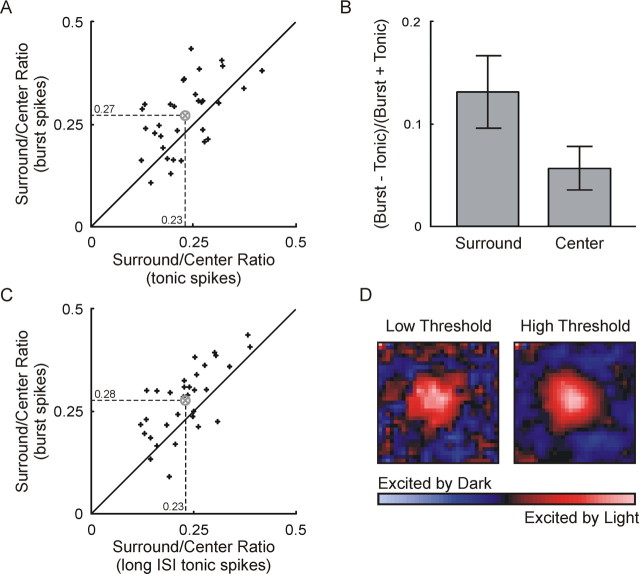 A
0.5
Surround/Center Ratio
(burst spikes)
0.27
0.25
0.23
0
0
0.25
0.5
Surround/Center Ratio
(tonic spikes)
B
0.2
(Burst - Tonic)/(Burst + Tonic)
0.1
0
Surround
Center
C
0.5
Surround/Center Ratio
(burst spikes)
0.28
0.25
0.23
0
0
0.25
0.5
Surround/Center Ratio
(long ISI tonic spikes)
D
Low Threshold
High Threshold
Excited by Dark
Excited by Light